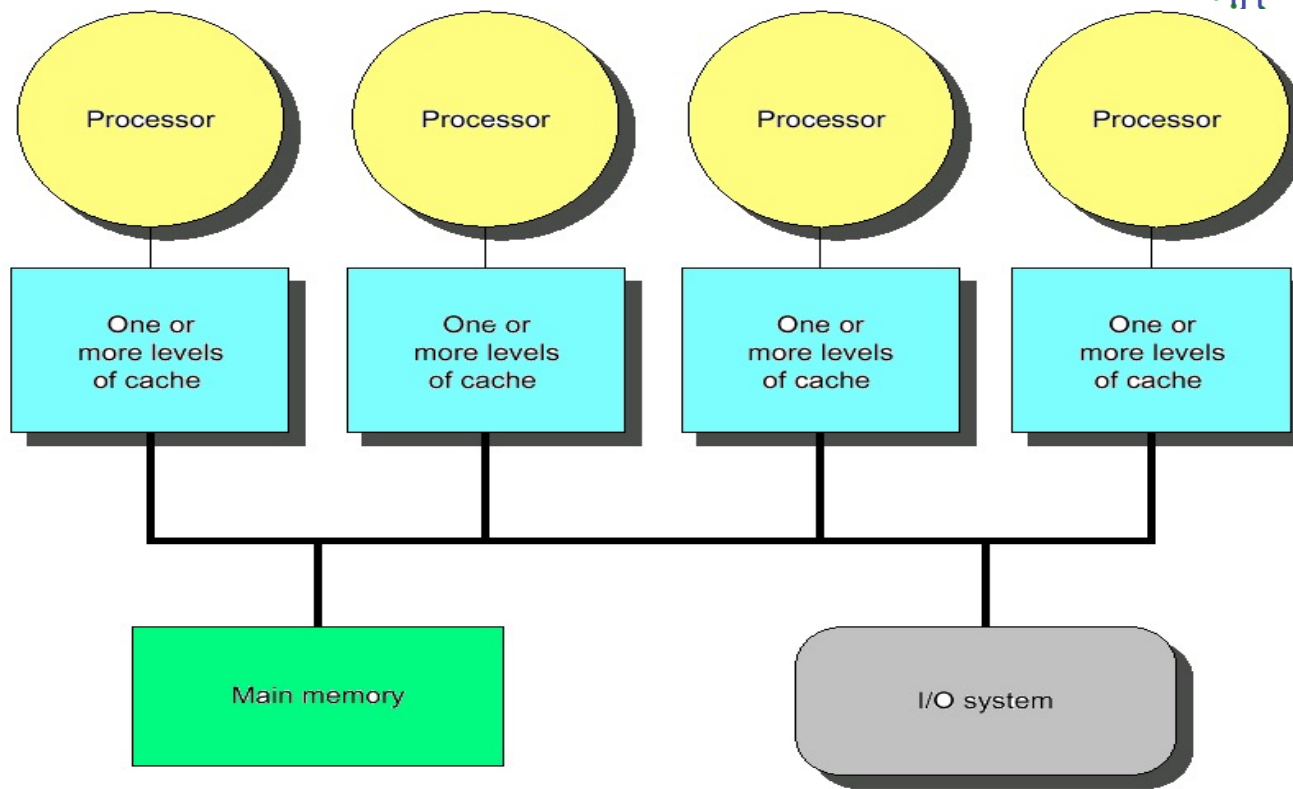 Processor
Processor
Processor
Processor
One or
more levels
of cache
One or
more levels
of cache
One or
more levels
of cache
One or
more levels
of cache
Main memory
I/O system